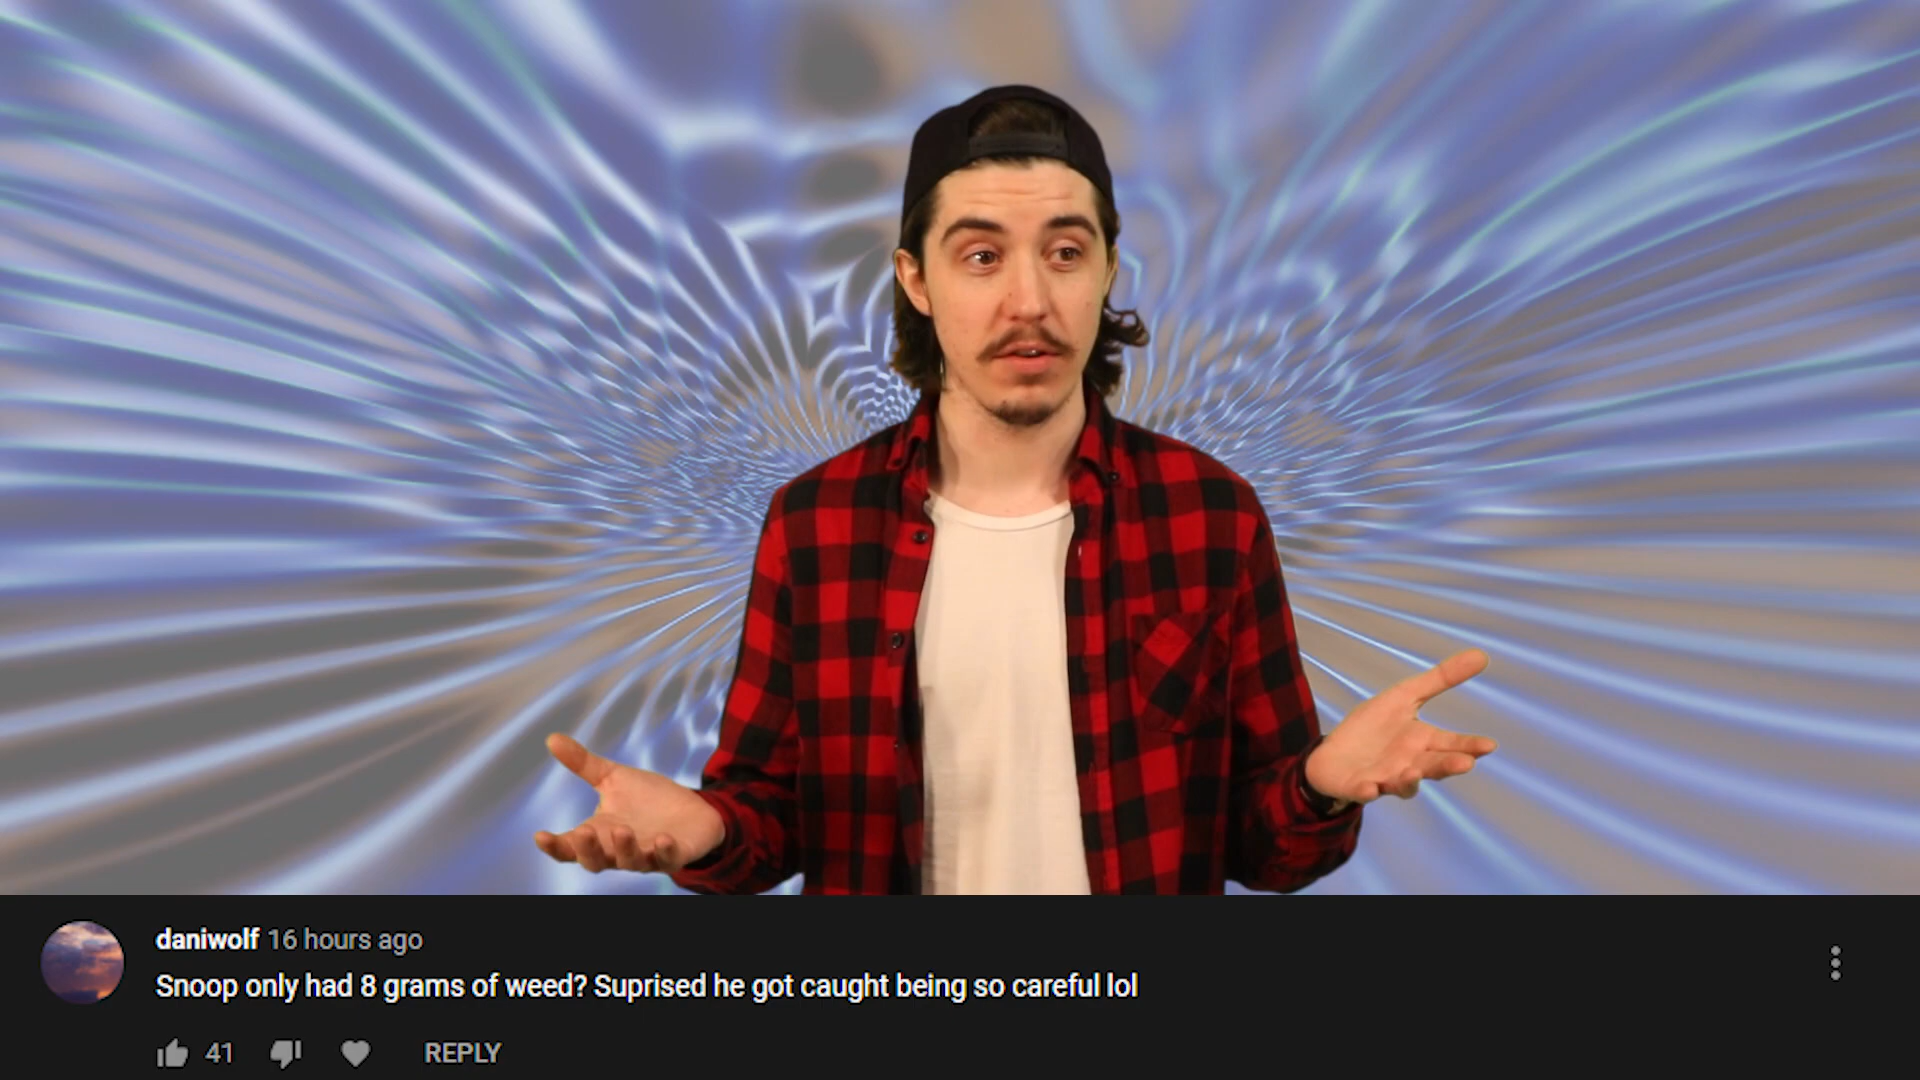 daniwolf 16 hours ago
Snoop only had 8 grams of weed? Suprised he got caught being so careful lol
41
REPLY